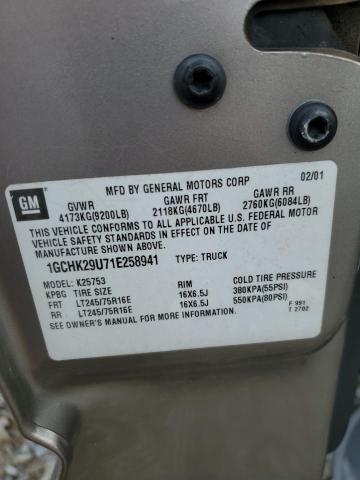 GM
MFD BY GENERAL MOTORS CORP 02/01
GVWR GAWR FRT GAWR RR
4173KG(9200LB) 2118KG(4670LB) 2760KG(6084LB)
THIS VEHICLE CONFORMS TO ALL APPLICABLE U.S. FEDERAL
MOTOR VEHICLE SAFETY STANDARDS IN EFFECT ON THE DATE OF
MANUFACTURE SHOWN ABOVE.
1GCHK29U71E258941 TYPE: TRUCK
MODEL: K25753 RIM COLD TIRE PRESSURE
KPBG TIRE SIZE 16X6.5J 380KPA(55PSI)
FRT LT245/75R16E 16X6.5J 550KPA(80PSI)
RR LT245/75R16E
SEE OWNER'S MANUAL FOR MORE INFORMATION.
F 991
T 2702